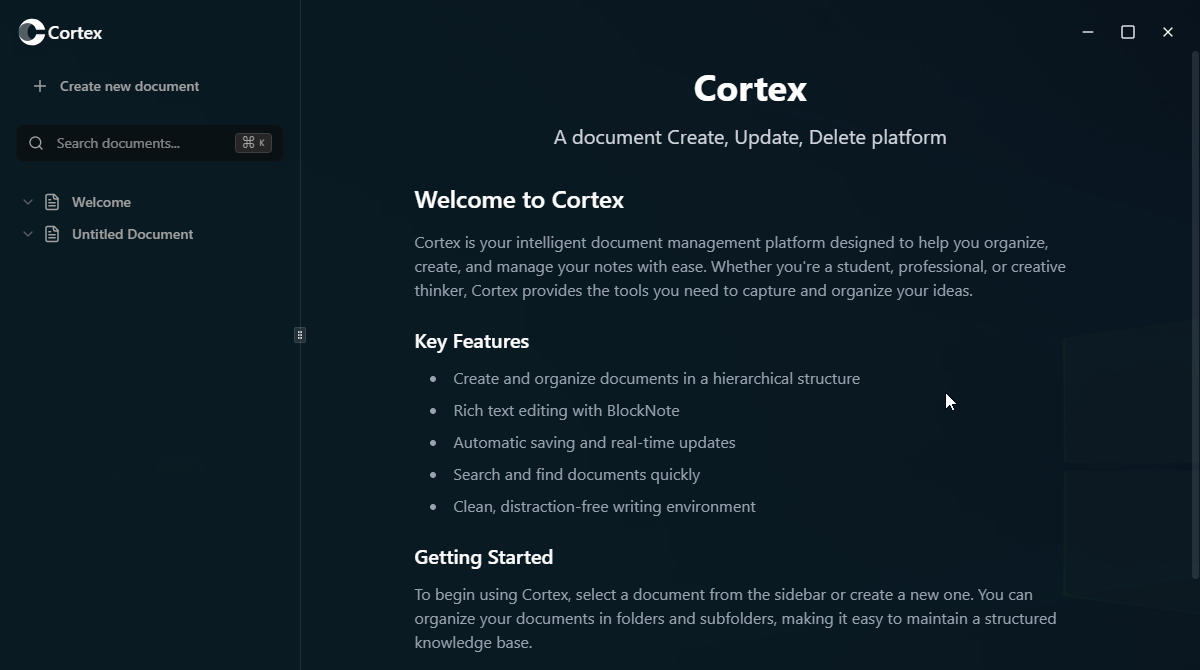 Cortex
Create new document
Search documents... ⌘ K
Welcome
Untitled Document
Cortex
A document Create, Update, Delete platform
Welcome to Cortex
Cortex is your intelligent document management platform designed to help you organize,
create, and manage your notes with ease. Whether you're a student, professional, or creative
thinker, Cortex provides the tools you need to capture and organize your ideas.
Key Features
• Create and organize documents in a hierarchical structure
• Rich text editing with BlockNote
• Automatic saving and real-time updates
• Search and find documents quickly
• Clean, distraction-free writing environment
Getting Started
To begin using Cortex, select a document from the sidebar or create a new one. You can
organize your documents in folders and subfolders, making it easy to maintain a structured
knowledge base.